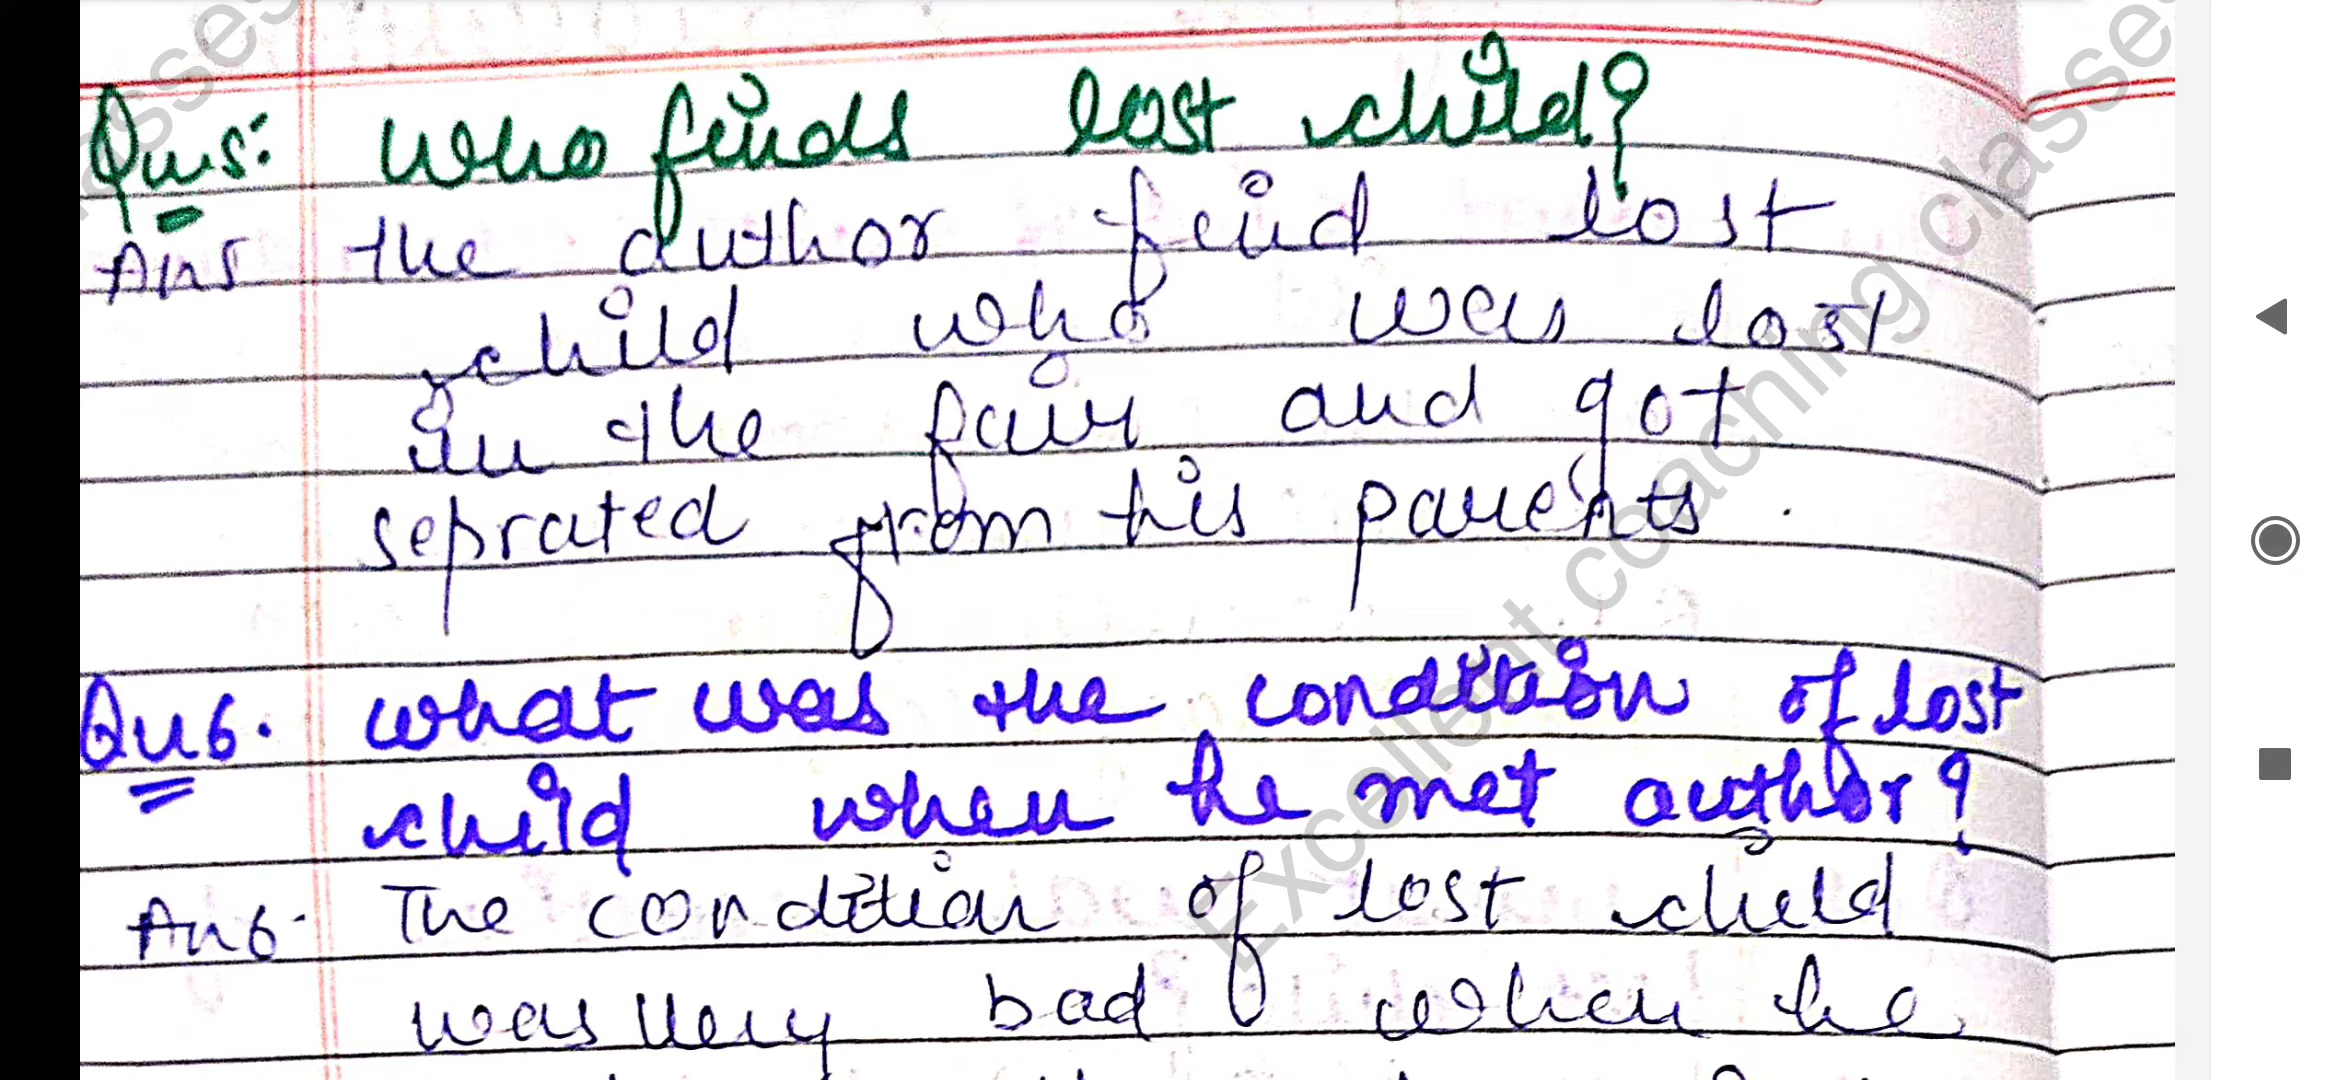 Qu5: who finds lost child?
Ans the author find lost
child who was lost
in the fair and got
seprated from his parents.
Qu6. what was the condition of lost
child when he met author?
An6. The condition of lost child
was very bad when he
Excellent coaching classes